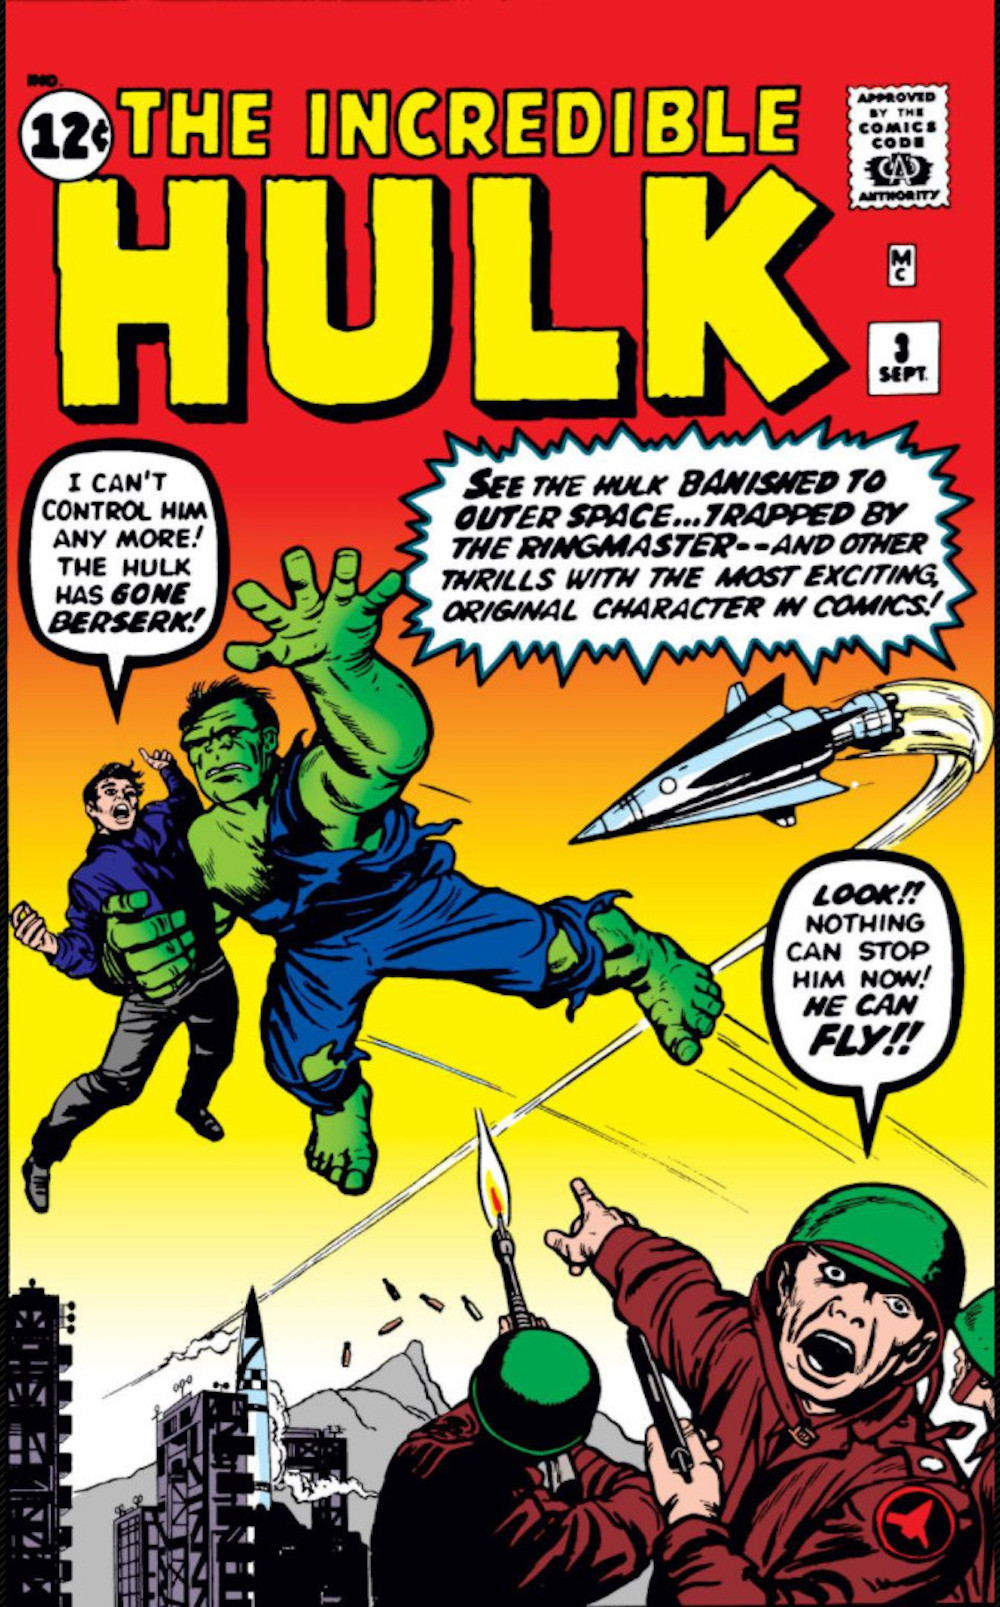 IND.
12¢
THE INCREDIBLE
HULK
APPROVED
BY THE
COMICS
CODE
CA
AUTHORITY
M
C
3
SEPT.
I CAN'T
CONTROL HIM
ANY MORE!
THE HULK
HAS GONE
BERSERK!
SEE THE HULK BANISHED TO
OUTER SPACE...TRAPPED BY
THE RINGMASTER--AND OTHER
THRILLS WITH THE MOST EXCITING,
ORIGINAL CHARACTER IN COMICS!
LOOK!!
NOTHING
CAN STOP
HIM NOW!
HE CAN
FLY!!